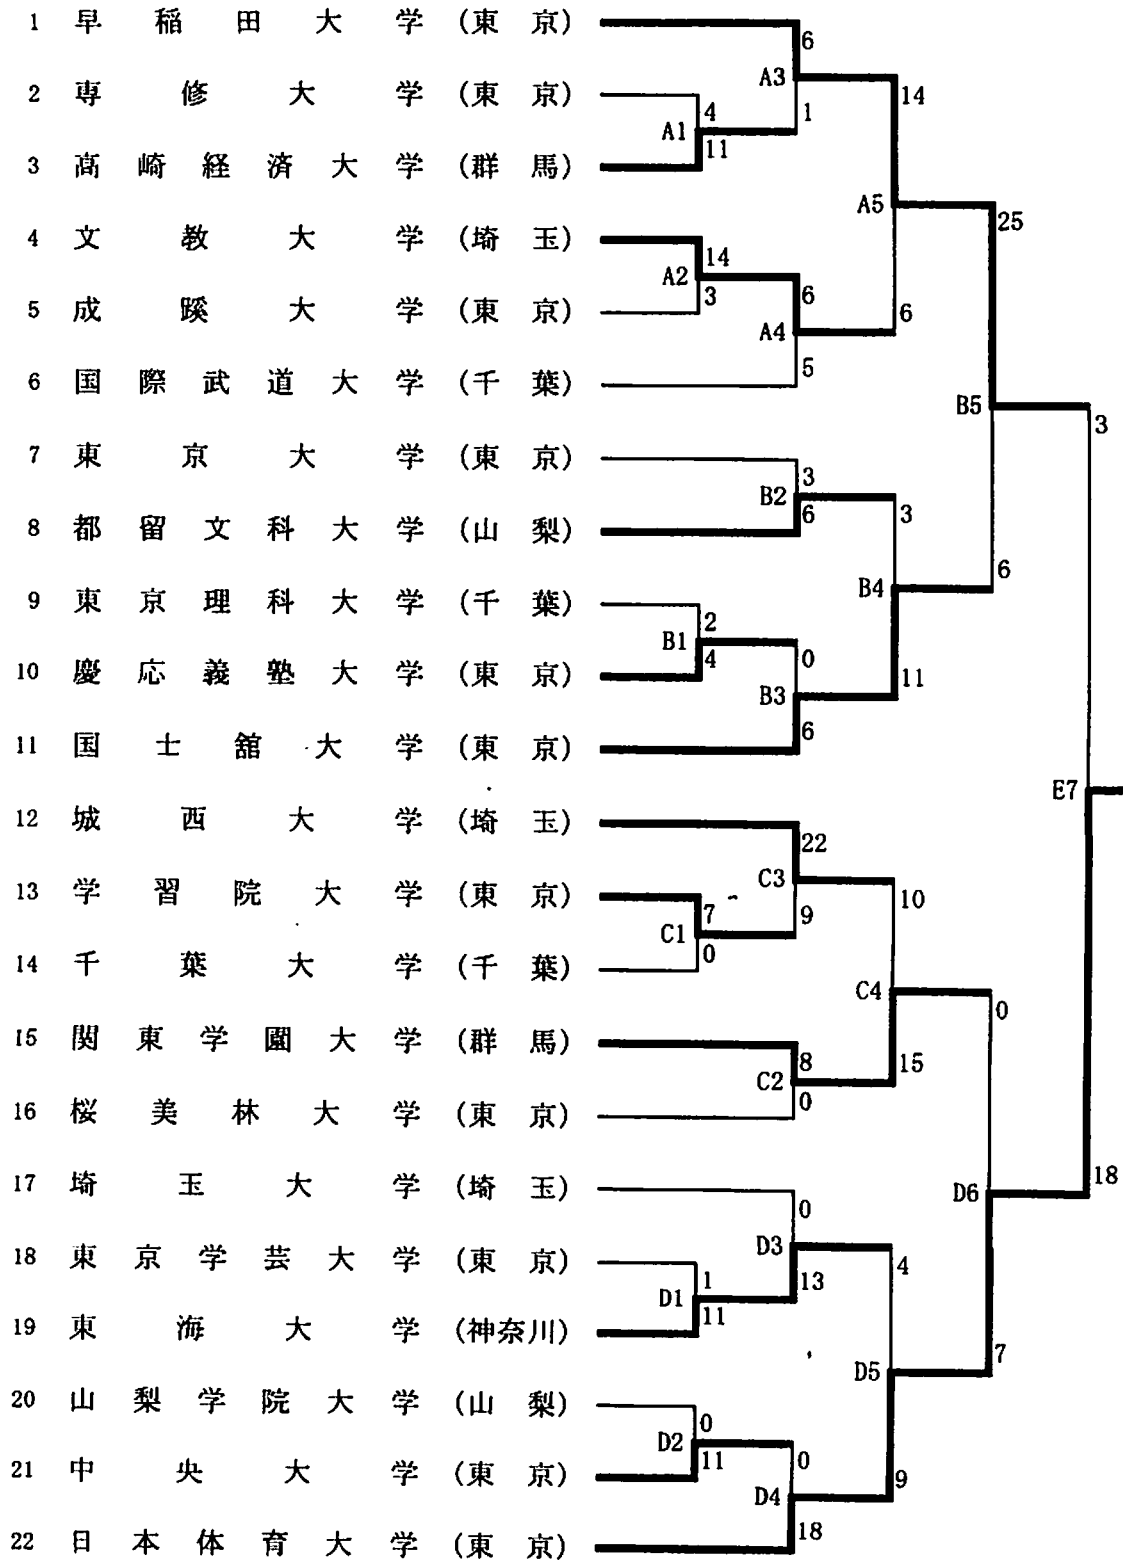 1 早稲田大学 (東京)
6
A3
2 専修大学 (東京)
14
4
1
A1
11
3 高崎経済大学 (群馬)
A5
25
4 文教大学 (埼玉)
14
A2
6
3
5 成蹊大学 (東京)
6
A4
5
6 国際武道大学 (千葉)
B5
3
7 東京大学 (東京)
3
B2
6
3
8 都留文科大学 (山梨)
6
B4
9 東京理科大学 (千葉)
2
B1
4
0
10 慶応義塾大学 (東京)
11
B3
6
11 国士舘大学 (東京)
E7
12 城西大学 (埼玉)
22
C3
13 学習院大学 (東京)
10
7
9
C1
0
14 千葉大学 (千葉)
C4
0
15 関東学園大学 (群馬)
8
15
C2
0
16 桜美林大学 (東京)
18
17 埼玉大学 (埼玉)
D6
0
D3
18 東京学芸大学 (東京)
4
1
13
D1
11
19 東海大学 (神奈川)
7
D5
20 山梨学院大学 (山梨)
0
D2
11
0
21 中央大学 (東京)
9
D4
18
22 日本体育大学 (東京)